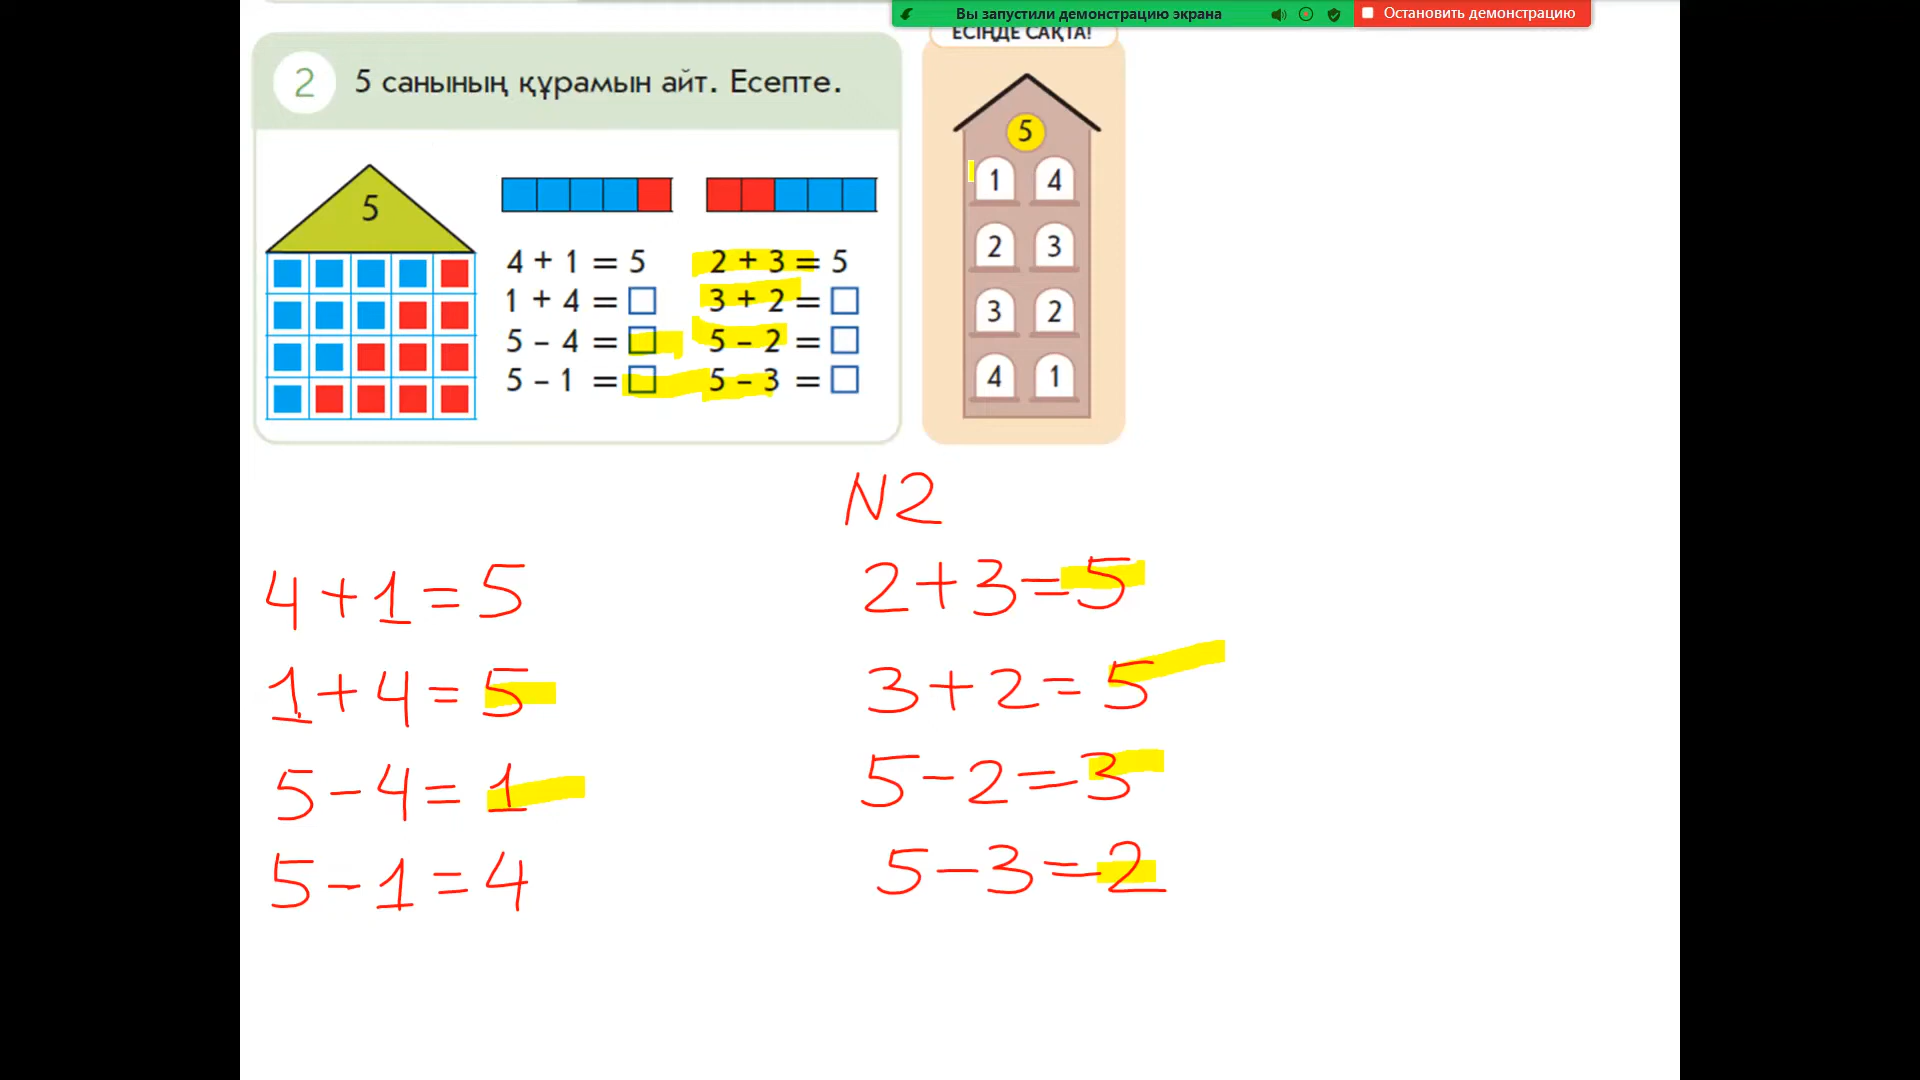 Вы запустили демонстрацию экрана
Остановить демонстрацию
ЕСІҢДЕ САҚТА!
2 5 санының құрамын айт. Есепте.
5
4 + 1 = 5
1 + 4 = □
5 - 4 = □
5 - 1 = □
2 + 3 = 5
3 + 2 = □
5 - 2 = □
5 - 3 = □
5
1 4
2 3
3 2
4 1
N2
4+1=5
1+4=5
5-4=1
5-1=4
2+3=5
3+2=5
5-2=3
5-3=2